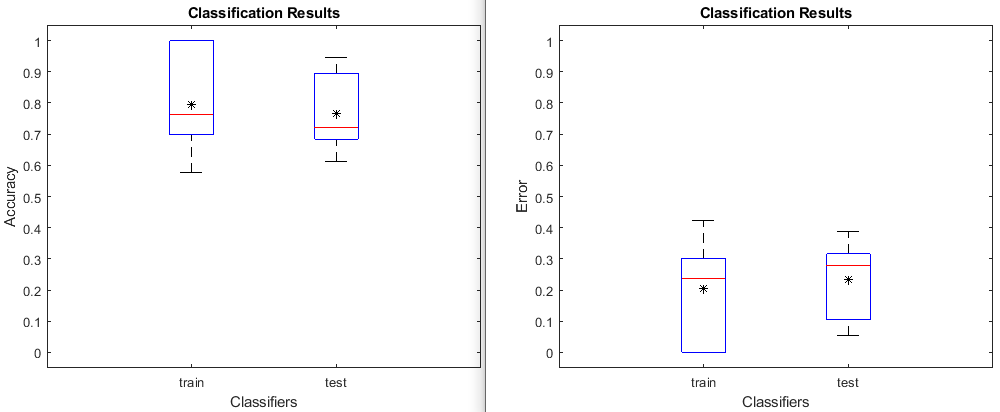 Classification Results
Accuracy
1
0.9
0.8
0.7
0.6
0.5
0.4
0.3
0.2
0.1
0
train test
Classifiers
Classification Results
Error
1
0.9
0.8
0.7
0.6
0.5
0.4
0.3
0.2
0.1
0
train test
Classifiers